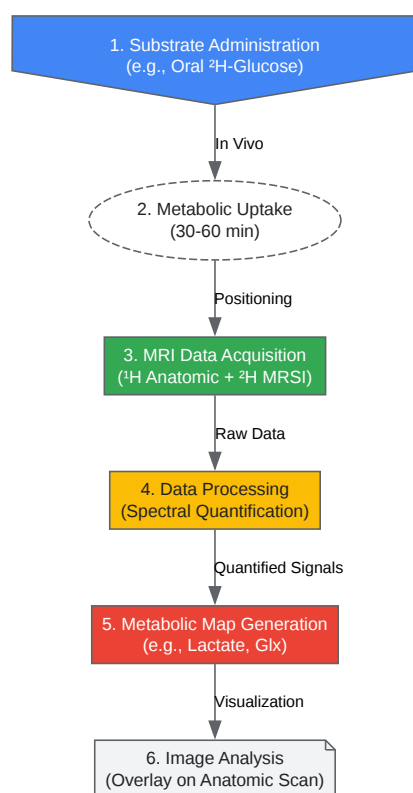 1. Substrate Administration
(e.g., Oral ²H-Glucose)
In Vivo
2. Metabolic Uptake
(30-60 min)
Positioning
3. MRI Data Acquisition
(¹H Anatomic + ²H MRSI)
Raw Data
4. Data Processing
(Spectral Quantification)
Quantified Signals
5. Metabolic Map Generation
(e.g., Lactate, Glx)
Visualization
6. Image Analysis
(Overlay on Anatomic Scan)